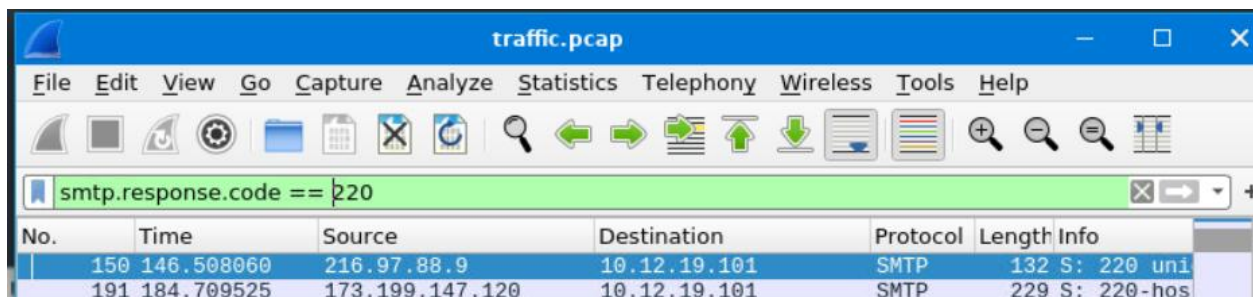 traffic.pcap
File Edit View Go Capture Analyze Statistics Telephony Wireless Tools Help
smtp.response.code == 220
No. Time Source Destination Protocol Length Info
150 146.508060 216.97.88.9 10.12.19.101 SMTP 132 S: 220 uni
191 184.709525 173.199.147.120 10.12.19.101 SMTP 229 S: 220-hos